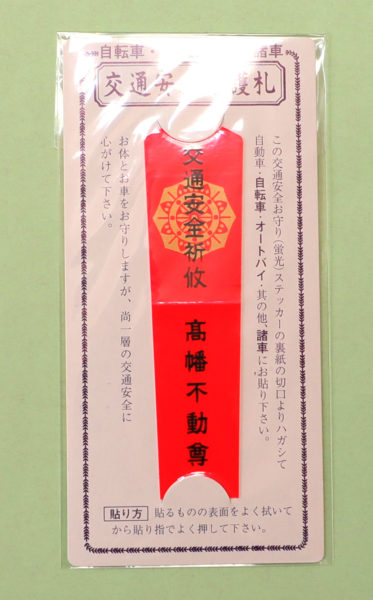 自転車・諸車
交通安護札
交通安全祈攸
髙幡不動尊
この交通安全お守り(蛍光)ステッカーの裏紙の切口よりハガシて
自動車・自転車・オートバイ・其の他、諸車にお貼り下さい。
お体とお車をお守りしますが、尚一層の交通安全に
心がけて下さい。
貼り方 貼るものの表面をよく拭いて
から貼り指でよく押して下さい。